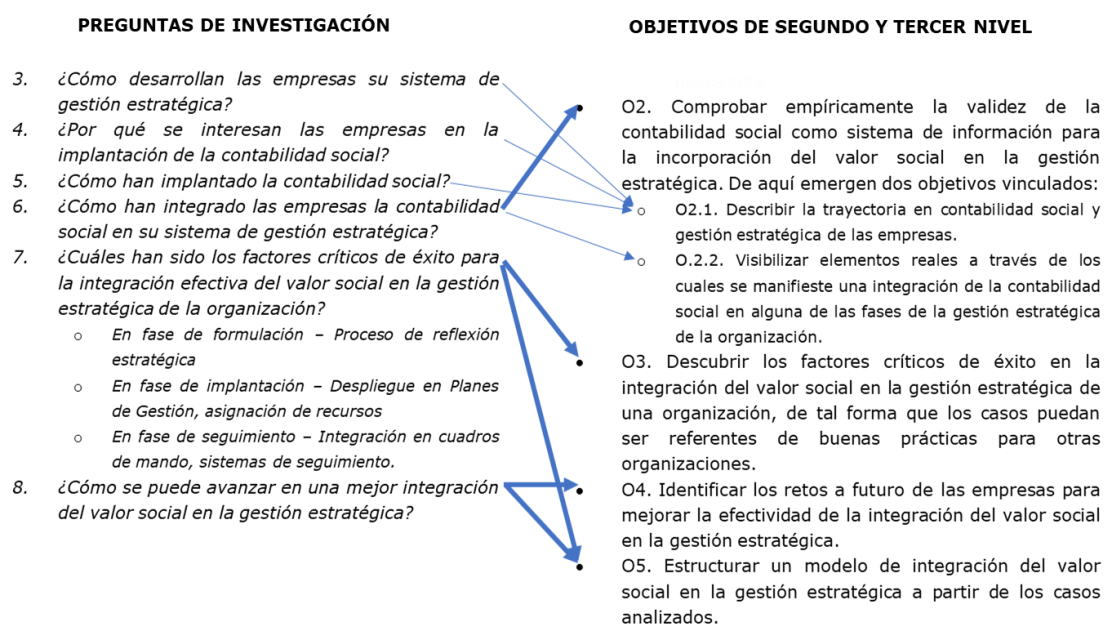 PREGUNTAS DE INVESTIGACIÓN
3. ¿Cómo desarrollan las empresas su sistema de
gestión estratégica?
4. ¿Por qué se interesan las empresas en la
implantación de la contabilidad social?
5. ¿Cómo han implantado la contabilidad social?
6. ¿Cómo han integrado las empresas la contabilidad
social en su sistema de gestión estratégica?
7. ¿Cuáles han sido los factores críticos de éxito para
la integración efectiva del valor social en la gestión
estratégica de la organización?
o En fase de formulación – Proceso de reflexión
estratégica
o En fase de implantación – Despliegue en Planes
de Gestión, asignación de recursos
o En fase de seguimiento – Integración en cuadros
de mando, sistemas de seguimiento.
8. ¿Cómo se puede avanzar en una mejor integración
del valor social en la gestión estratégica?
OBJETIVOS DE SEGUNDO Y TERCER NIVEL
• O2. Comprobar empíricamente la validez de la
contabilidad social como sistema de información para
la incorporación del valor social en la gestión
estratégica. De aquí emergen dos objetivos vinculados:
o O2.1. Describir la trayectoria en contabilidad social y
gestión estratégica de las empresas.
o O.2.2. Visibilizar elementos reales a través de los
cuales se manifieste una integración de la contabilidad
social en alguna de las fases de la gestión estratégica
de la organización.
• O3. Descubrir los factores críticos de éxito en la
integración del valor social en la gestión estratégica de
una organización, de tal forma que los casos puedan
ser referentes de buenas prácticas para otras
organizaciones.
• O4. Identificar los retos a futuro de las empresas para
mejorar la efectividad de la integración del valor social
en la gestión estratégica.
• O5. Estructurar un modelo de integración del valor
social en la gestión estratégica a partir de los casos
analizados.